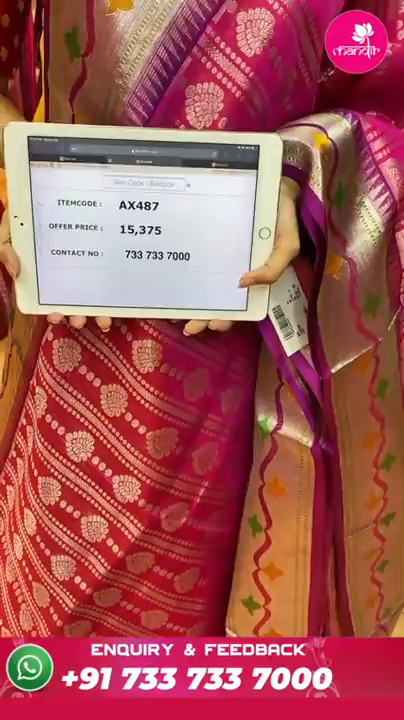 mandir
Item Code / Barcode
ITEMCODE : AX487
OFFER PRICE : 15,375
CONTACT NO : 733 733 7000
ENQUIRY & FEEDBACK
+91 733 733 7000